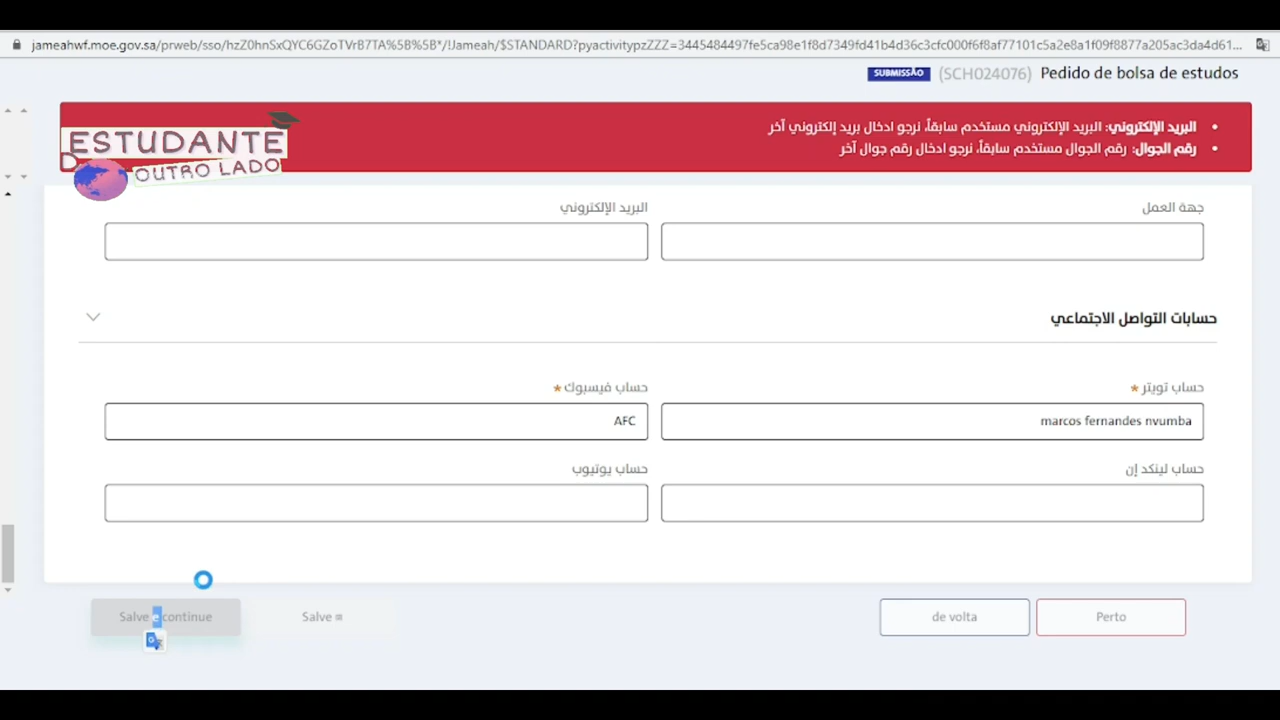 jameahwf.moe.gov.sa/prweb/sso/hzZ0hnSxQYC6GZoTVrB7TA%5B%5B*/!Jameah/$STANDARD?pyactivitypzZZZ=3445484497fe5ca98e1f8d7349fd41b4d36c3cfc000f6f8af77101c5a2e8a1f09f8877a205ac3da4d61...
SUBMISSÃO (SCH024076) Pedido de bolsa de estudos
ESTUDANTE
DO OUTRO LADO
• البريد الإلكتروني: البريد الإلكتروني مستخدم سابقاً، نرجو ادخال بريد إلكتروني آخر
• رقم الجوال: رقم الجوال مستخدم سابقاً، نرجو ادخال رقم جوال آخر
جهة العمل البريد الإلكتروني
حسابات التواصل الاجتماعي
حساب تويتر * حساب فيسبوك *
marcos fernandes nvumba AFC
حساب لينكد إن حساب يوتيوب
Salve e continue Salve de volta Perto